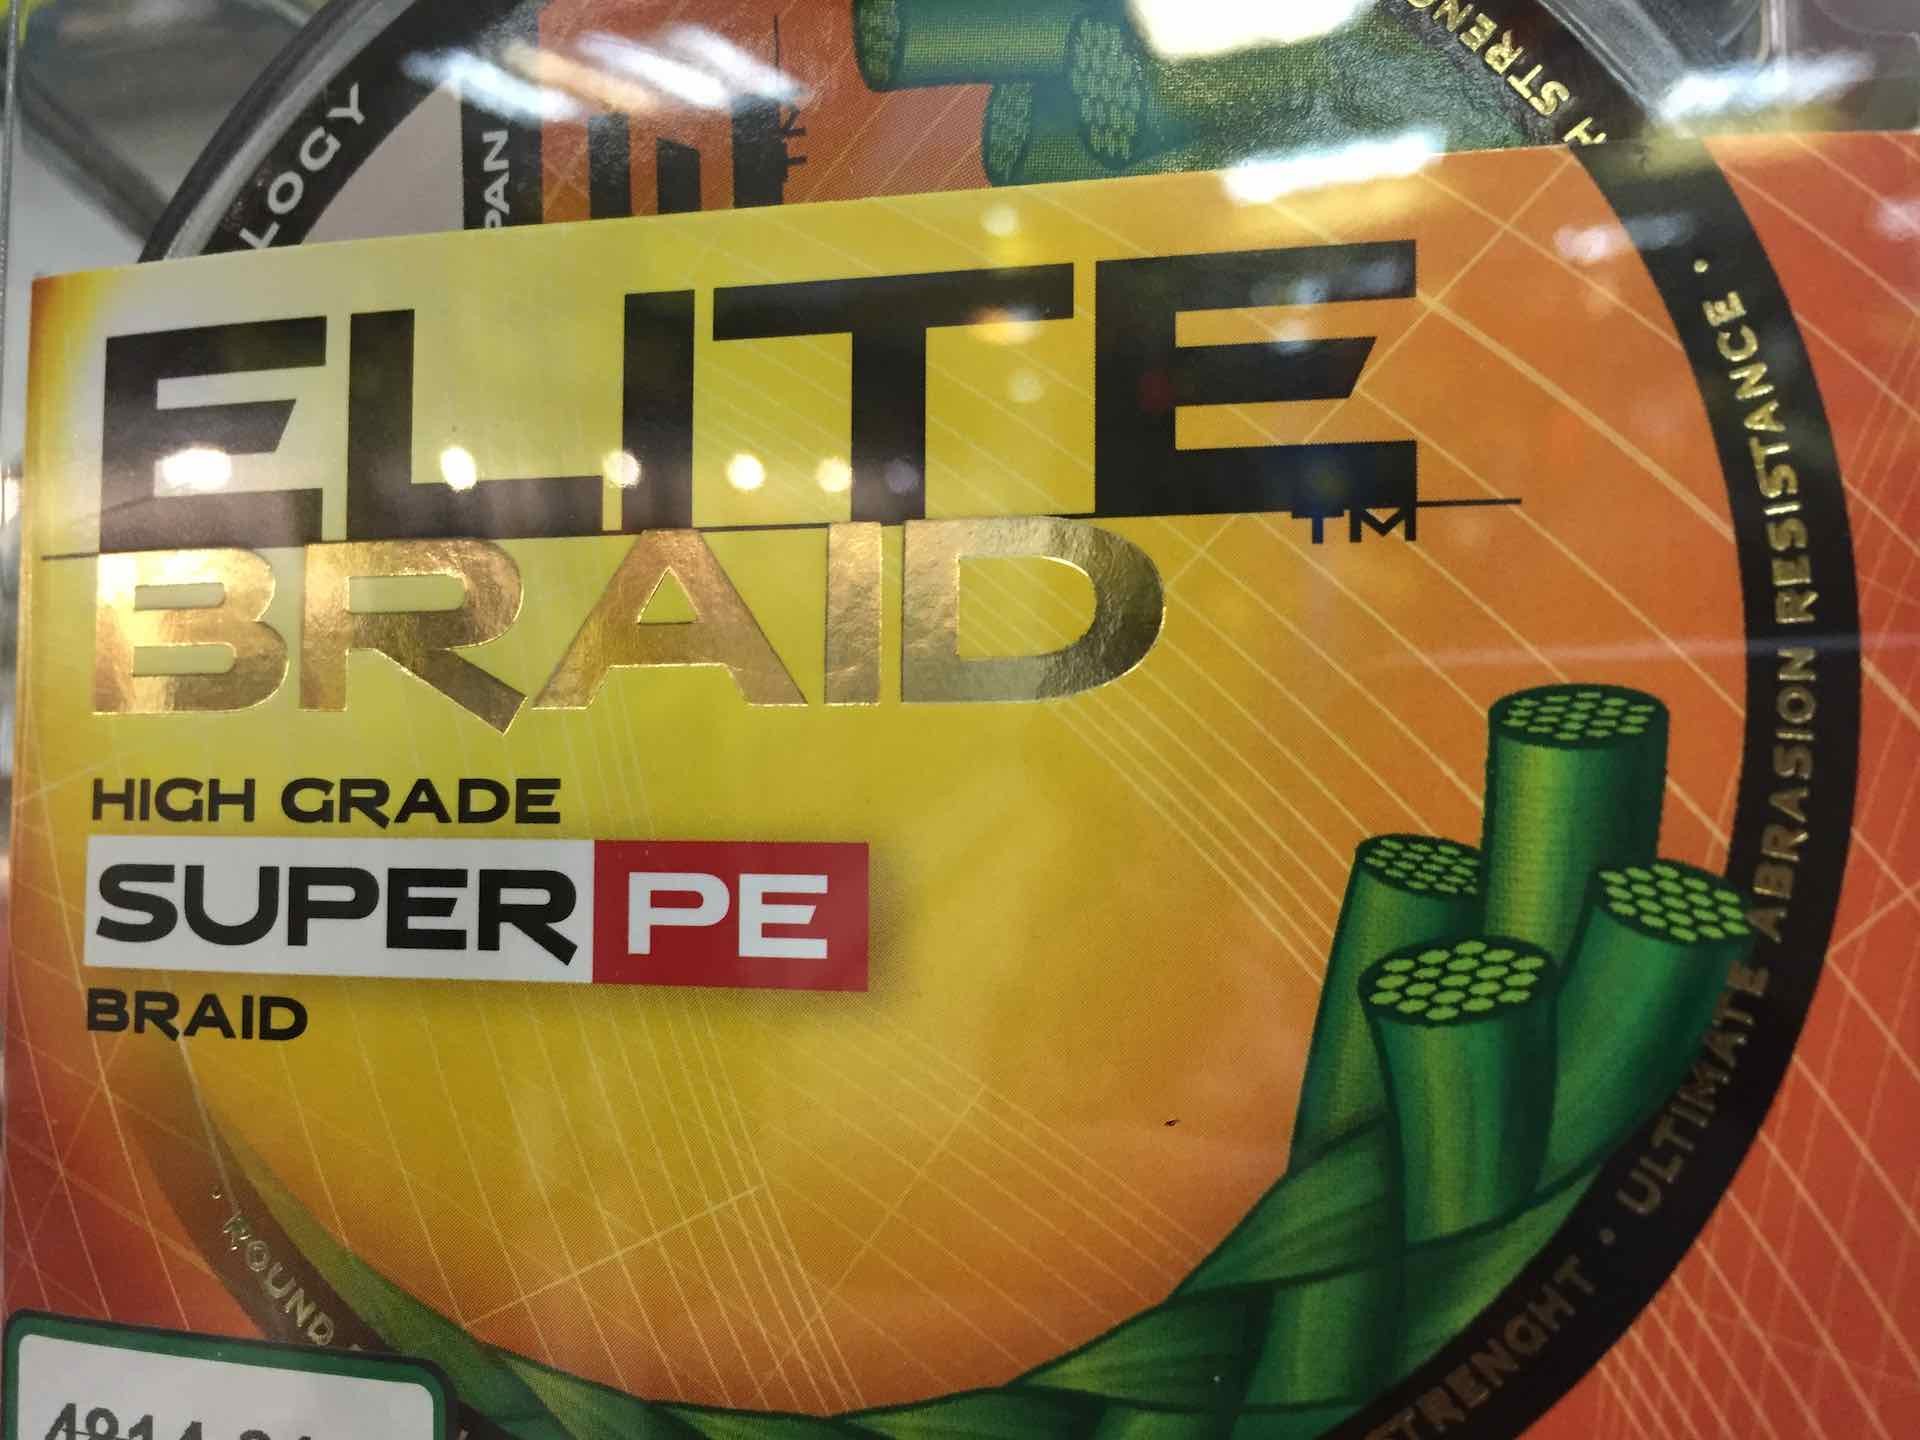 ELITE
TM
BRAID
HIGH GRADE
SUPER PE
BRAID
· ROUND
STRENGHT · ULTIMATE ABRASION RESISTANCE ·